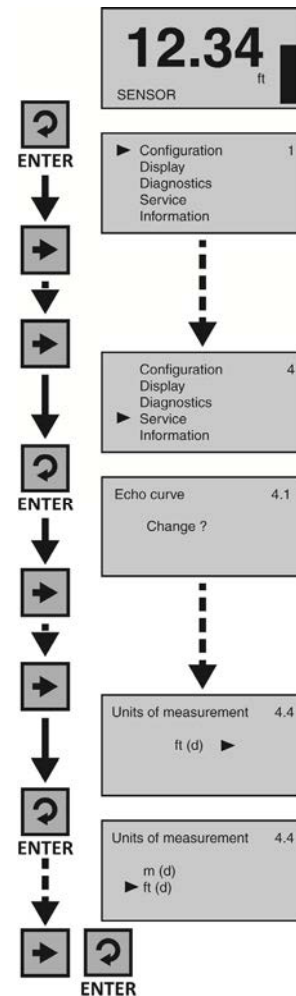 12.34
ft
SENSOR
ENTER
Configuration 1
Display
Diagnostics
Service
Information
Configuration 4
Display
Diagnostics
Service
Information
ENTER
Echo curve 4.1
Change ?
Units of measurement 4.4
ft (d)
ENTER
Units of measurement 4.4
m (d)
ft (d)
ENTER